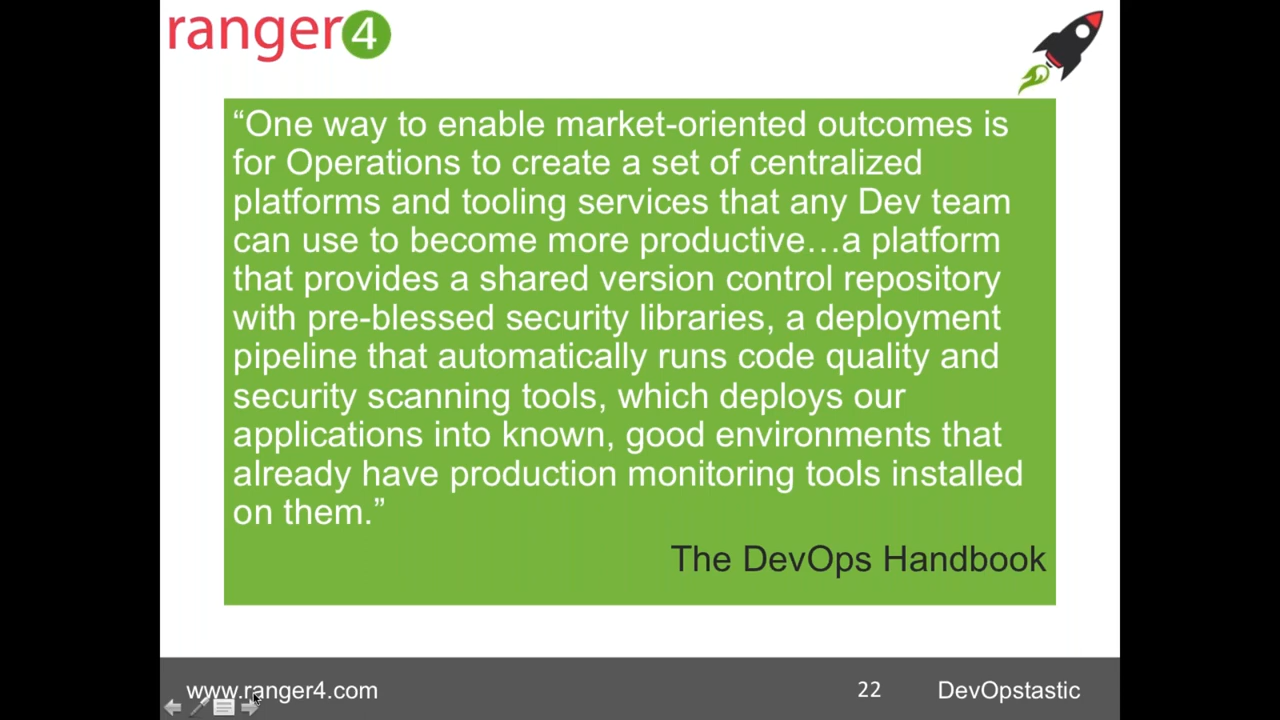 ranger4
“One way to enable market-oriented outcomes is
for Operations to create a set of centralized
platforms and tooling services that any Dev team
can use to become more productive…a platform
that provides a shared version control repository
with pre-blessed security libraries, a deployment
pipeline that automatically runs code quality and
security scanning tools, which deploys our
applications into known, good environments that
already have production monitoring tools installed
on them.”
The DevOps Handbook
www.ranger4.com
22
DevOpstastic